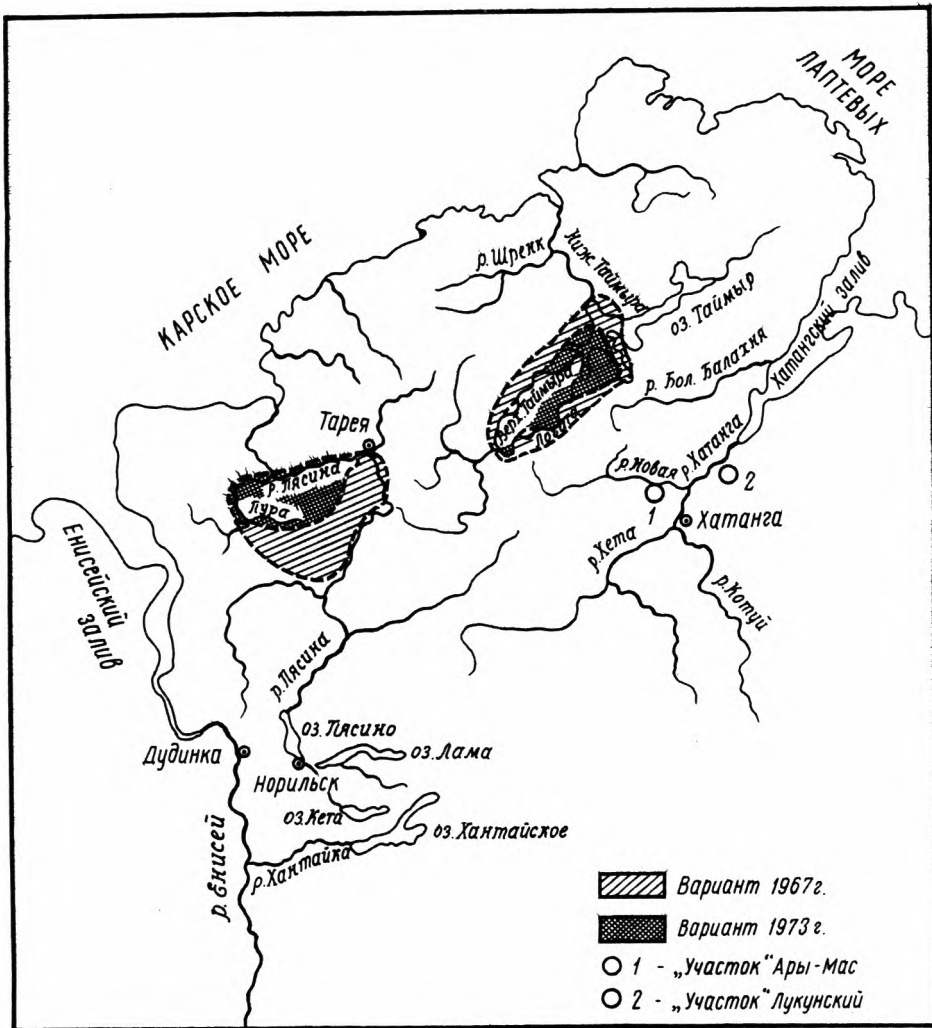 МОРЕ
ЛАПТЕВЫХ
КАРСКОЕ МОРЕ
р. Шренк
Ниж Таймыра
оз. Таймыр
Хатангский залив
р. Бол. Балахня
Верх. Таймыра
Логата
Тарея
р. Пясина
Пура
р. Новая
р. Хатанга
1
2
Хатанга
р. Хета
р. Котуй
Енисейский
залив
р. Пясина
оз. Пясино
оз. Лама
Дудинка
Норильск
оз. Кета
оз. Хантайское
р. Хантайка
р. Енисей
Вариант 1967 г.
Вариант 1973 г.
1 - „Участок" Ары-Мас
2 - „Участок" Лукунский